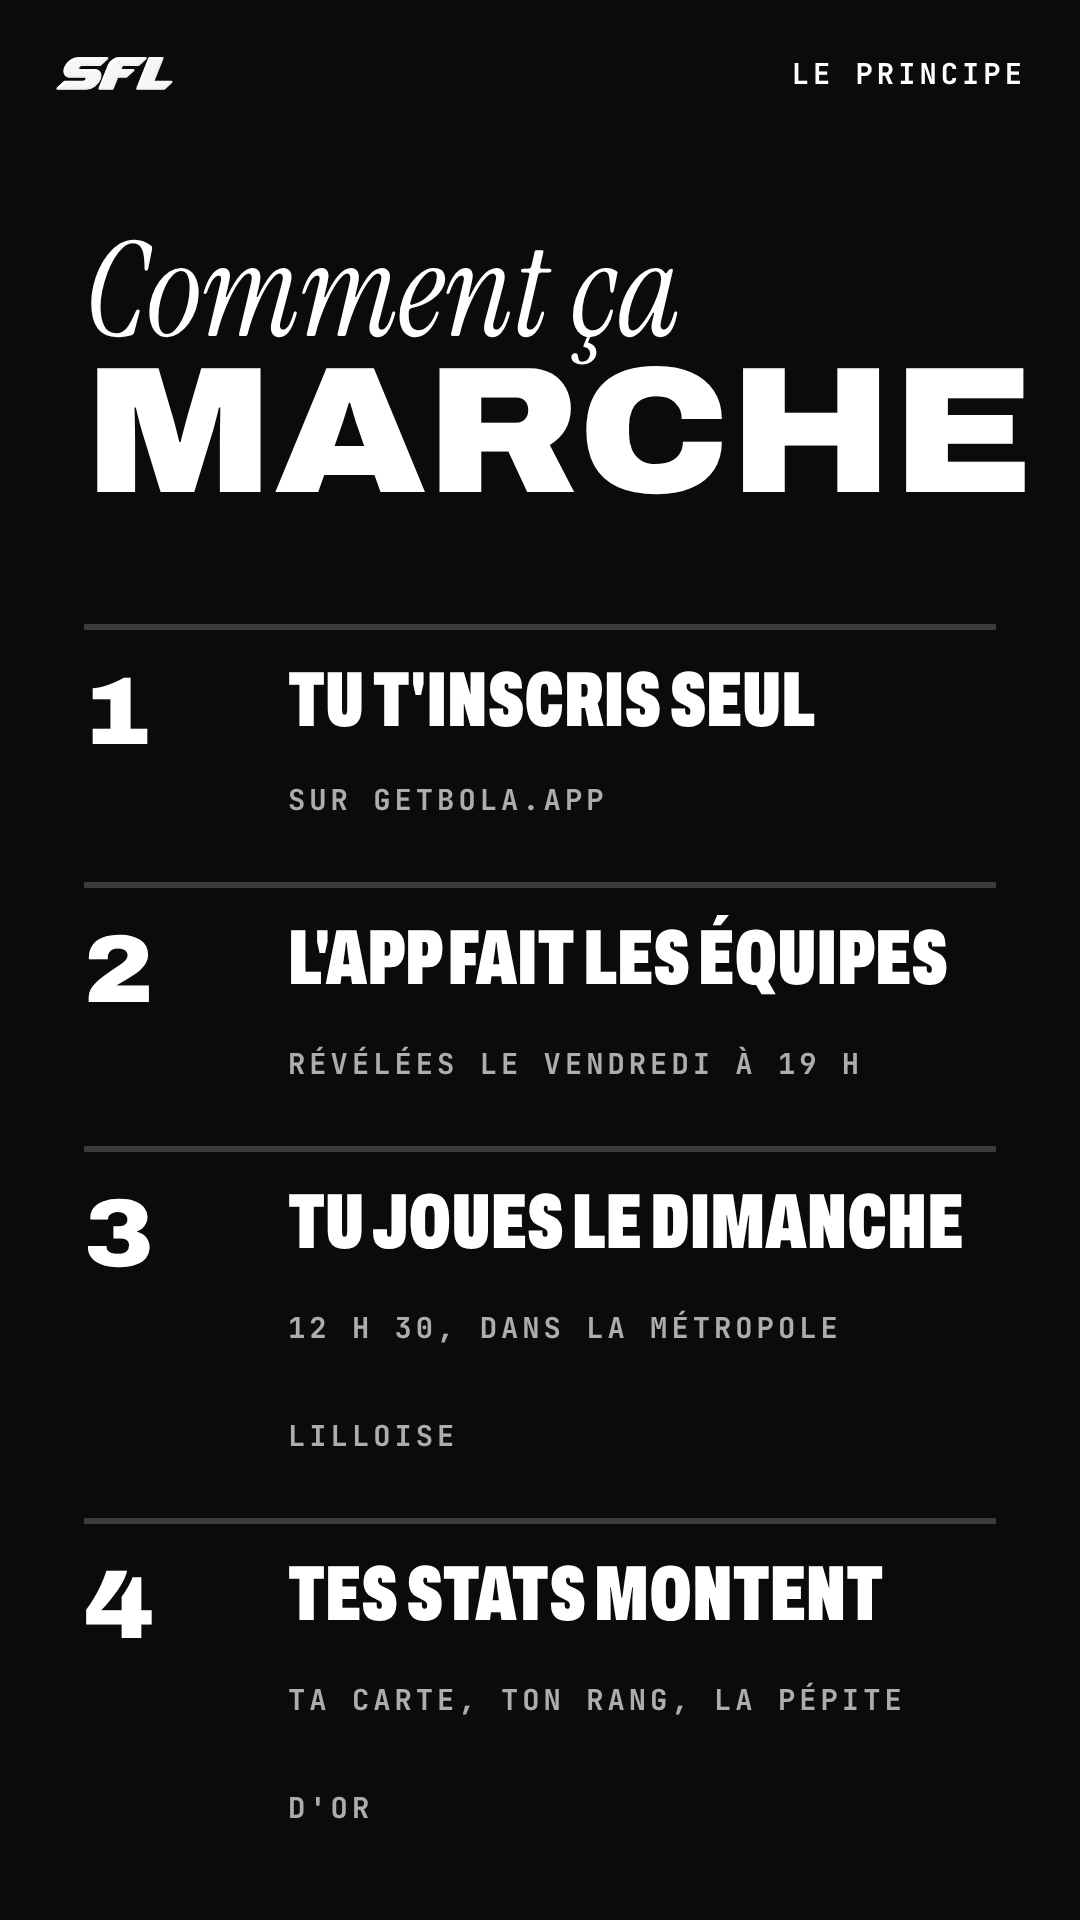 SFL
LE PRINCIPE
Comment ça
MARCHE
1
TU T'INSCRIS SEUL
SUR GETBOLA.APP
2
L'APP FAIT LES ÉQUIPES
RÉVÉLÉES LE VENDREDI À 19 H
3
TU JOUES LE DIMANCHE
12 H 30, DANS LA MÉTROPOLE
LILLOISE
4
TES STATS MONTENT
TA CARTE, TON RANG, LA PÉPITE
D'OR